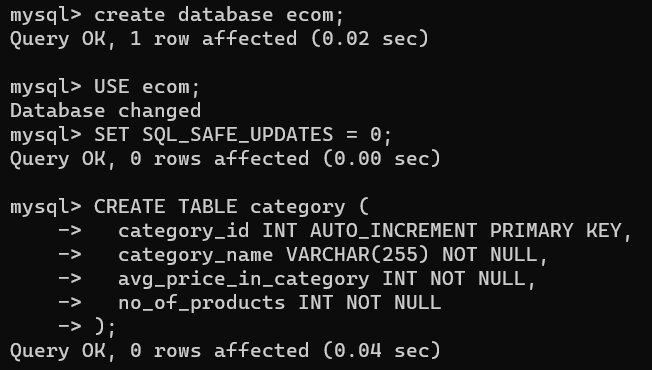 mysql> create database ecom;
Query OK, 1 row affected (0.02 sec)
mysql> USE ecom;
Database changed
mysql> SET SQL_SAFE_UPDATES = 0;
Query OK, 0 rows affected (0.00 sec)
mysql> CREATE TABLE category (
    ->   category_id INT AUTO_INCREMENT PRIMARY KEY,
    ->   category_name VARCHAR(255) NOT NULL,
    ->   avg_price_in_category INT NOT NULL,
    ->   no_of_products INT NOT NULL
    -> );
Query OK, 0 rows affected (0.04 sec)